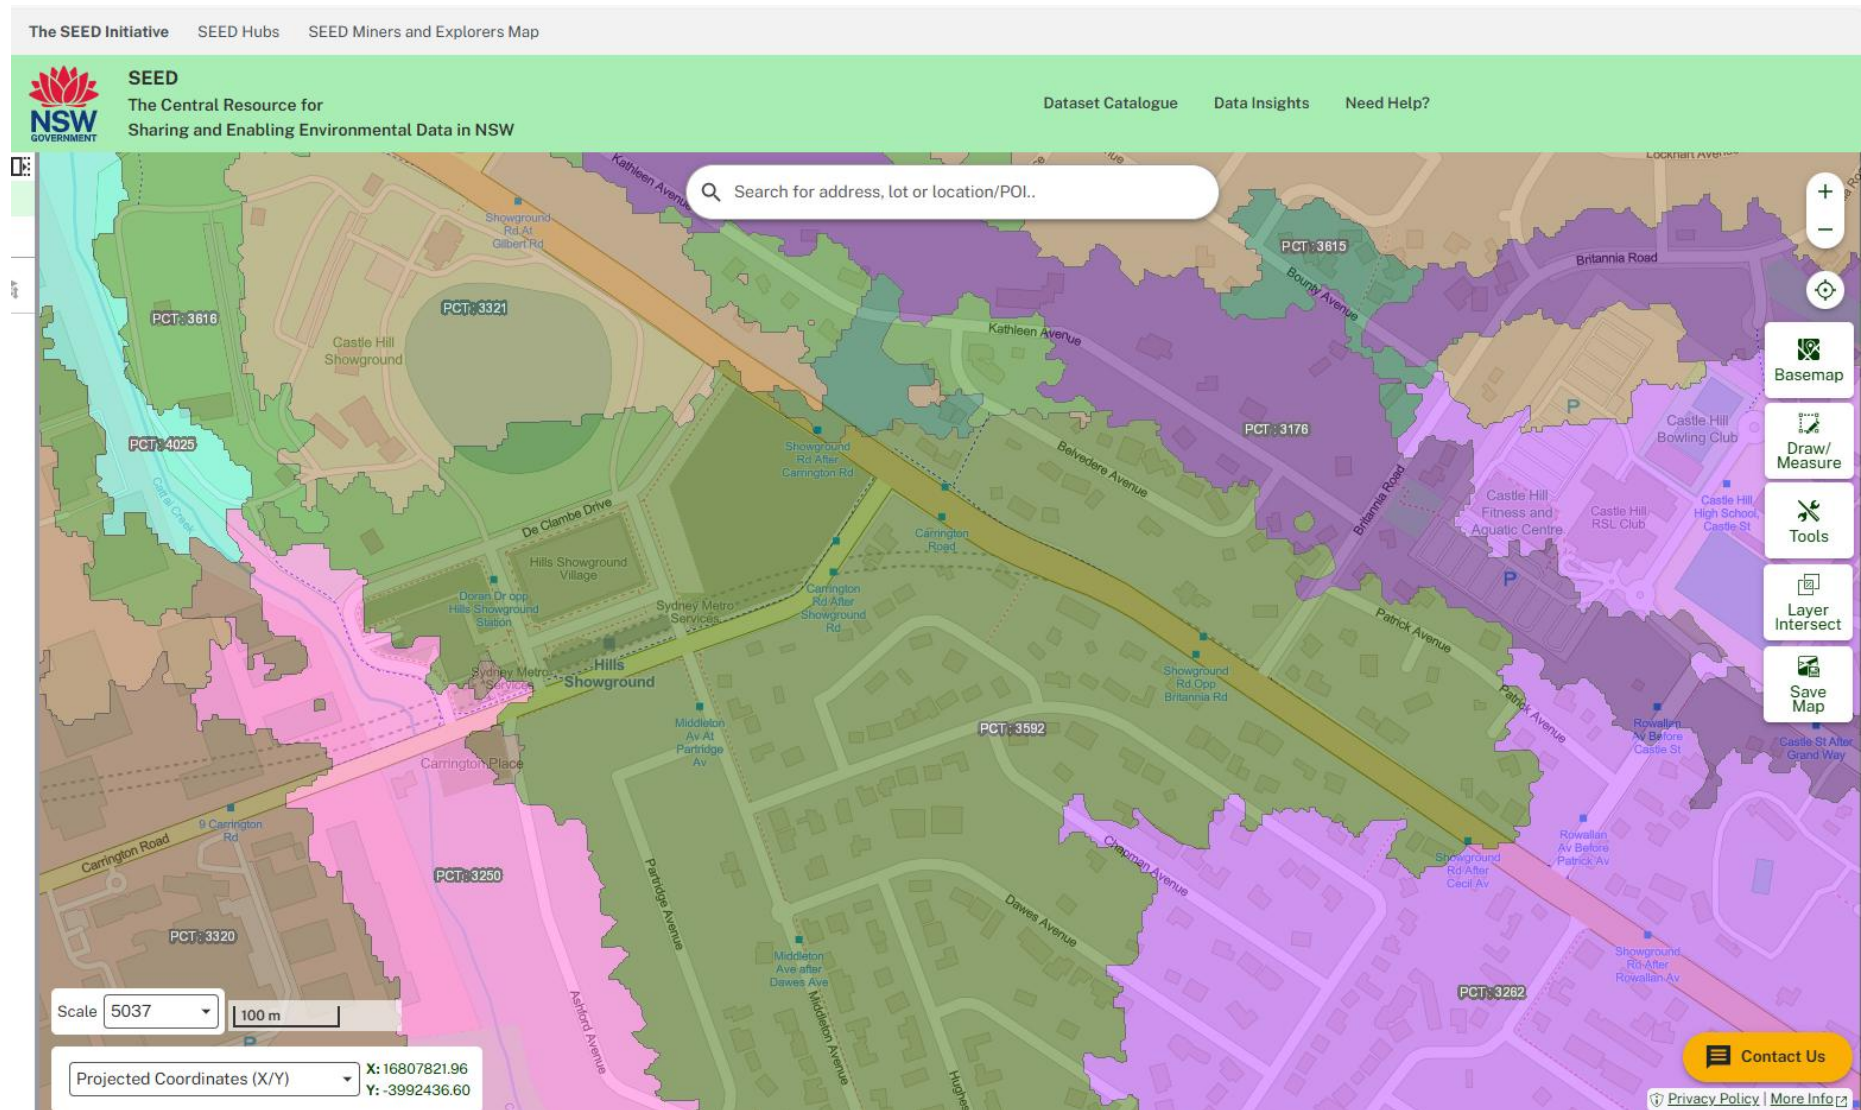 The SEED Initiative
SEED Hubs
SEED Miners and Explorers Map
NSW
GOVERNMENT
SEED
The Central Resource for
Sharing and Enabling Environmental Data in NSW
Dataset Catalogue
Data Insights
Need Help?
Search for address, lot or location/POI..
Kathleen Avenue
Lockhart Avenue
Showground
Rd At
Gilbert Rd
PCT : 3615
Britannia Road
Bounty Avenue
PCT : 3616
PCT : 3321
Castle Hill
Showground
Kathleen Avenue
Basemap
P
Castle Hill
Bowling Club
PCT : 3176
PCT : 4025
Showground
Rd After
Carrington Rd
Belvedere Avenue
Draw/
Measure
Cattai Creek
Britannia Road
Castle Hill
Fitness and
Aquatic Centre
Castle Hill
RSL Club
Castle Hill
High School,
Castle St
De Clambe Drive
Carrington
Road
Tools
Hills Showground
Village
P
Doran Dr opp
Hills Showground
Station
Sydney Metro
Services
Carrington
Rd After
Showground
Rd
Layer
Intersect
Patrick Avenue
Sydney Metro
Services
Hills
Showground
Showground
Rd Opp
Britannia Rd
Save
Map
Patrick Avenue
Middleton
Av At
Partridge
Av
PCT : 3592
Rowallan
Av Before
Castle St
Castle St After
Grand Way
Carrington Place
9 Carrington
Rd
Carrington Road
Rowallan
Av Before
Patrick Av
Chapman Avenue
Showground
Rd After
Cecil Av
PCT : 3250
Partridge Avenue
Dawes Avenue
PCT : 3320
Middleton
Ave after
Dawes Ave
Showground
Rd After
Rowallan Av
PCT : 3262
Ashford Avenue
Middleton Avenue
Scale
5037
100 m
P
Projected Coordinates (X/Y)
X: 16807821.96
Y: -3992436.60
Contact Us
Privacy Policy | More Info